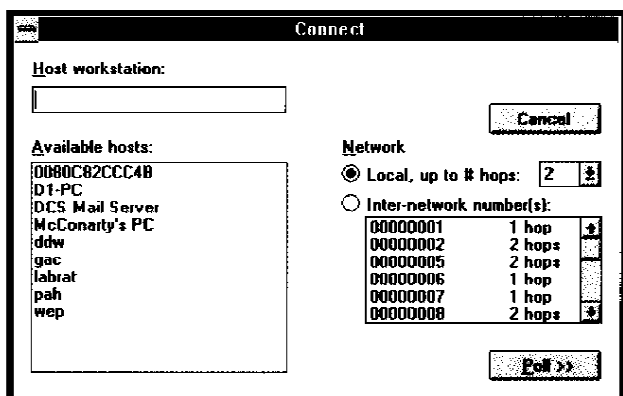 Connect
Host workstation:
Cancel
Available hosts:
0080C82CCC4B
D1-PC
DCS Mail Server
McConarty's PC
ddw
gac
labrat
pah
wep
Network
Local, up to # hops: 2
Inter-network number(s):
00000001 1 hop
00000002 2 hops
00000005 2 hops
00000006 1 hop
00000007 1 hop
00000008 2 hops
Poll >>